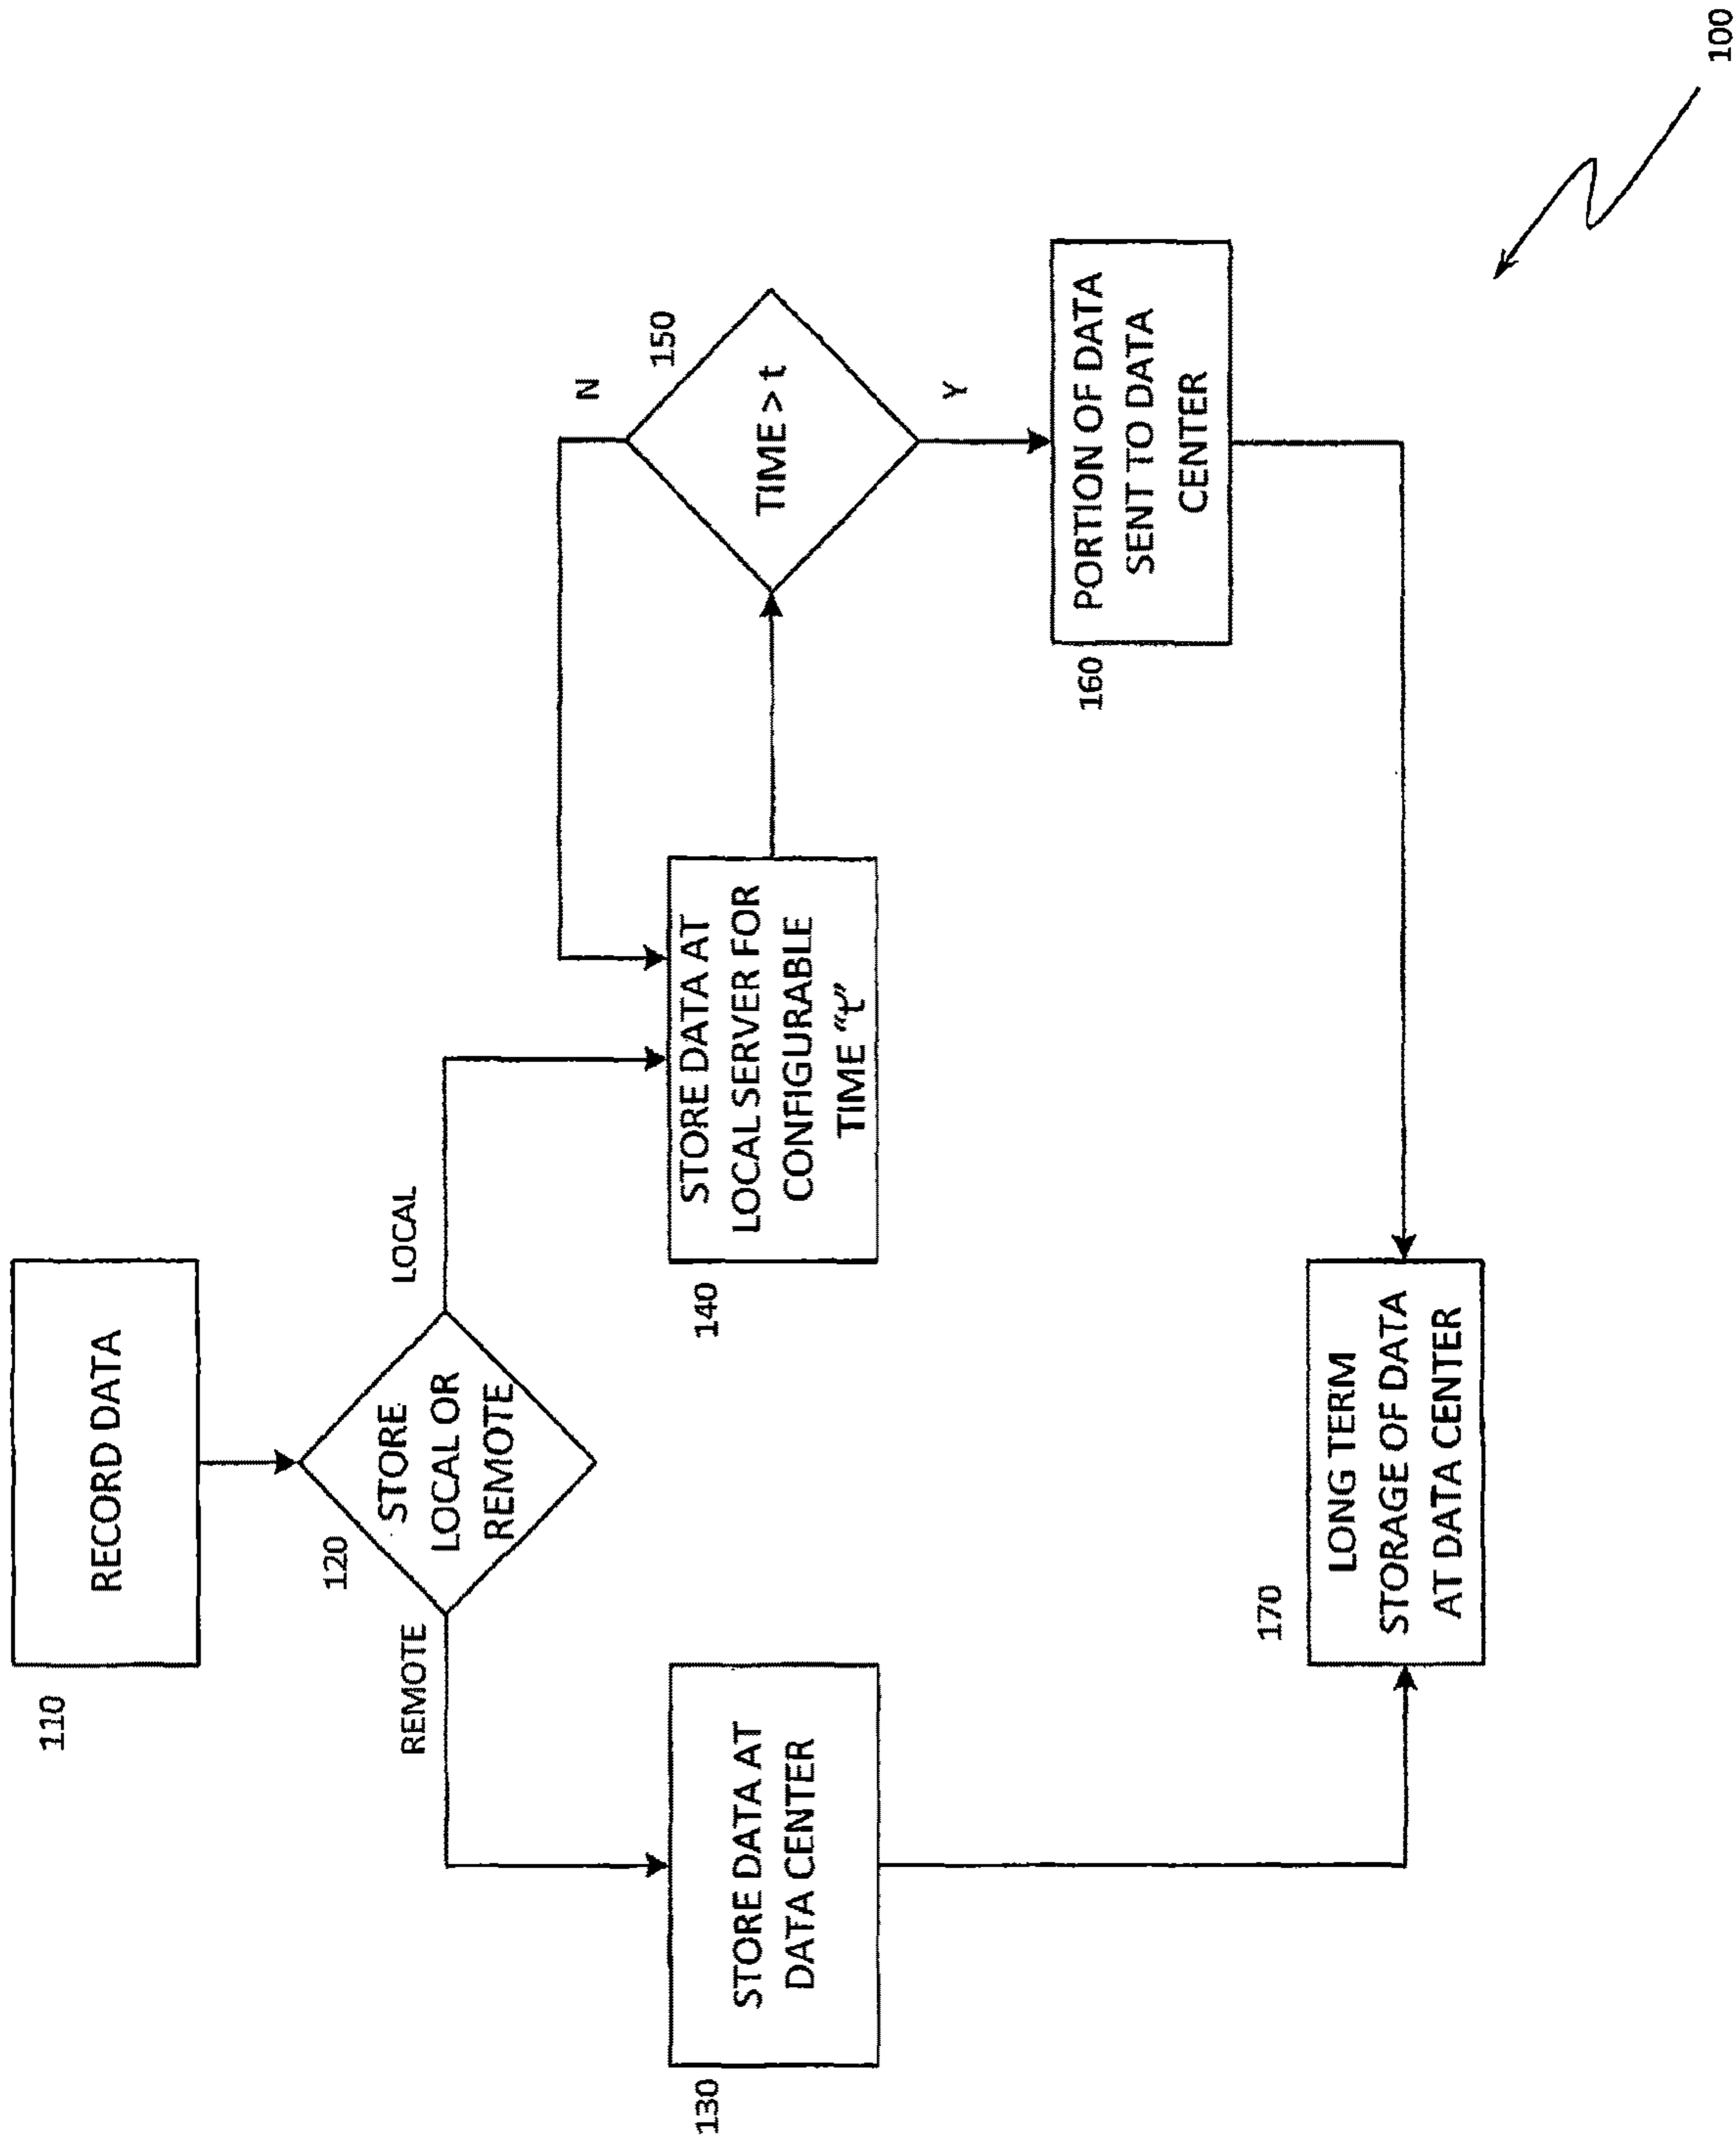 110
RECORD DATA
120
STORE
LOCAL OR
REMOTE
REMOTE
LOCAL
130
STORE DATA AT
DATA CENTER
140
STORE DATA AT
LOCAL SERVER FOR
CONFIGURABLE
TIME “t”
N
150
TIME > t
Y
160
PORTION OF DATA
SENT TO DATA
CENTER
170
LONG TERM
STORAGE OF DATA
AT DATA CENTER
100